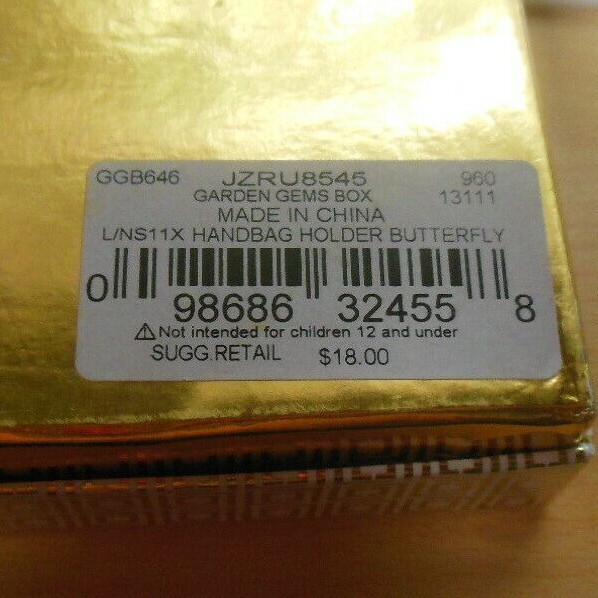 GGB646 JZRU8545 960
GARDEN GEMS BOX 13111
MADE IN CHINA
L/NS11X HANDBAG HOLDER BUTTERFLY
0 98686 32455 8
⚠Not intended for children 12 and under
SUGG.RETAIL $18.00